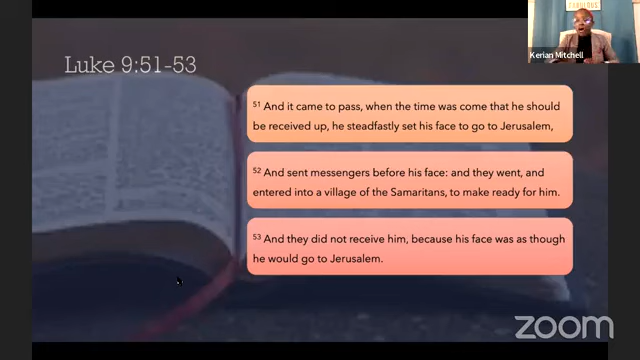 Kerian Mitchell
Luke 9:51-53
51 And it came to pass, when the time was come that he should
be received up, he steadfastly set his face to go to Jerusalem,
52 And sent messengers before his face: and they went, and
entered into a village of the Samaritans, to make ready for him.
53 And they did not receive him, because his face was as though
he would go to Jerusalem.
zoom